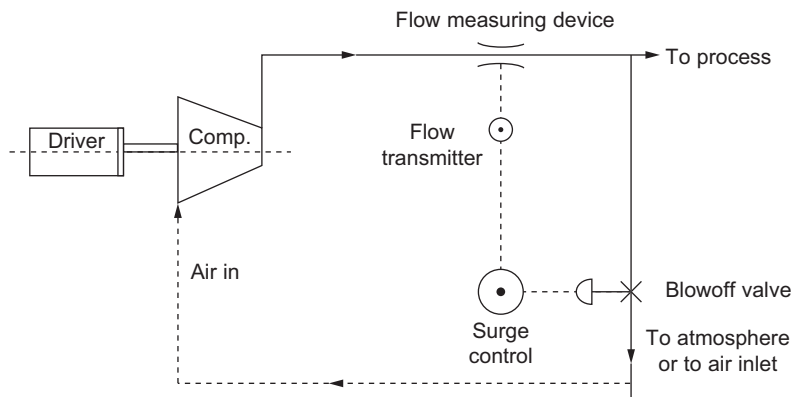 Flow measuring device
To process
Driver
Comp.
Flow
transmitter
Air in
Blowoff valve
Surge
control
To atmosphere
or to air inlet